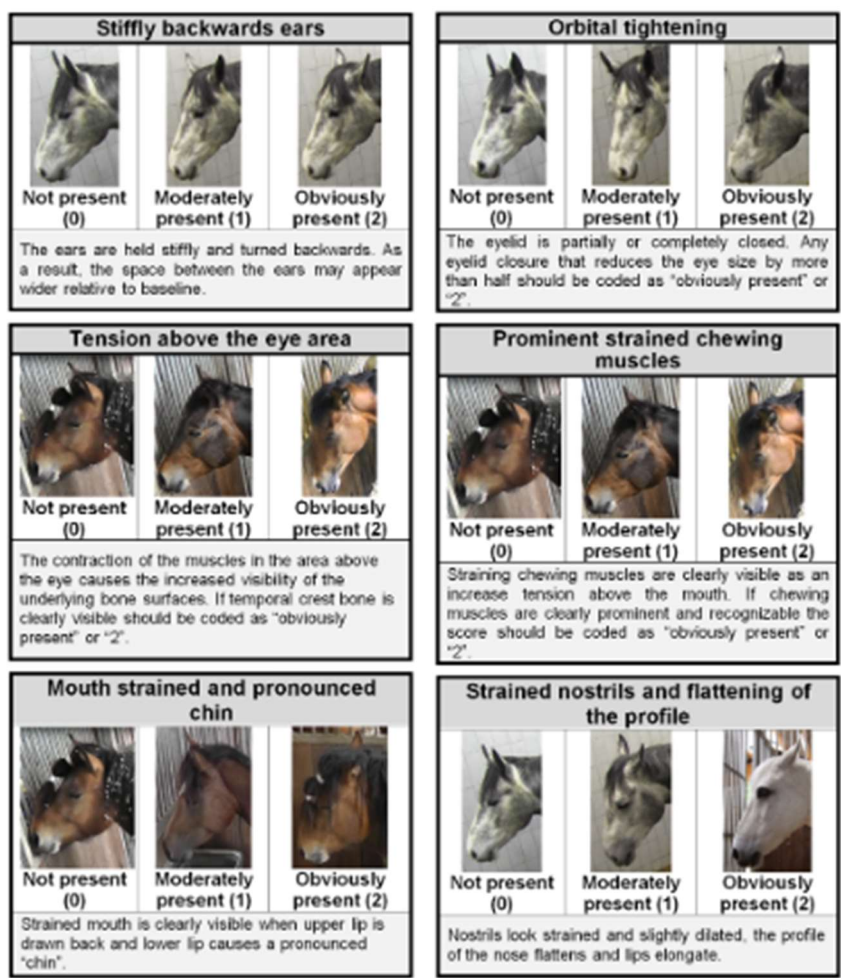 Stiffly backwards ears
Not present
(0)
Moderately
present (1)
Obviously
present (2)
The ears are held stiffly and turned backwards. As
a result, the space between the ears may appear
wider relative to baseline.
Orbital tightening
Not present
(0)
Moderately
present (1)
Obviously
present (2)
The eyelid is partially or completely closed. Any
eyelid closure that reduces the eye size by more
than half should be coded as "obviously present" or
"2".
Tension above the eye area
Not present
(0)
Moderately
present (1)
Obviously
present (2)
The contraction of the muscles in the area above
the eye causes the increased visibility of the
underlying bone surfaces. If temporal crest bone is
clearly visible should be coded as "obviously
present" or "2".
Prominent strained chewing
muscles
Not present
(0)
Moderately
present (1)
Obviously
present (2)
Straining chewing muscles are clearly visible as an
increase tension above the mouth. If chewing
muscles are clearly prominent and recognizable the
score should be coded as "obviously present" or
"2".
Mouth strained and pronounced
chin
Not present
(0)
Moderately
present (1)
Obviously
present (2)
Strained mouth is clearly visible when upper lip is
drawn back and lower lip causes a pronounced
"chin".
Strained nostrils and flattening of
the profile
Not present
(0)
Moderately
present (1)
Obviously
present (2)
Nostrils look strained and slightly dilated, the profile
of the nose flattens and lips elongate.